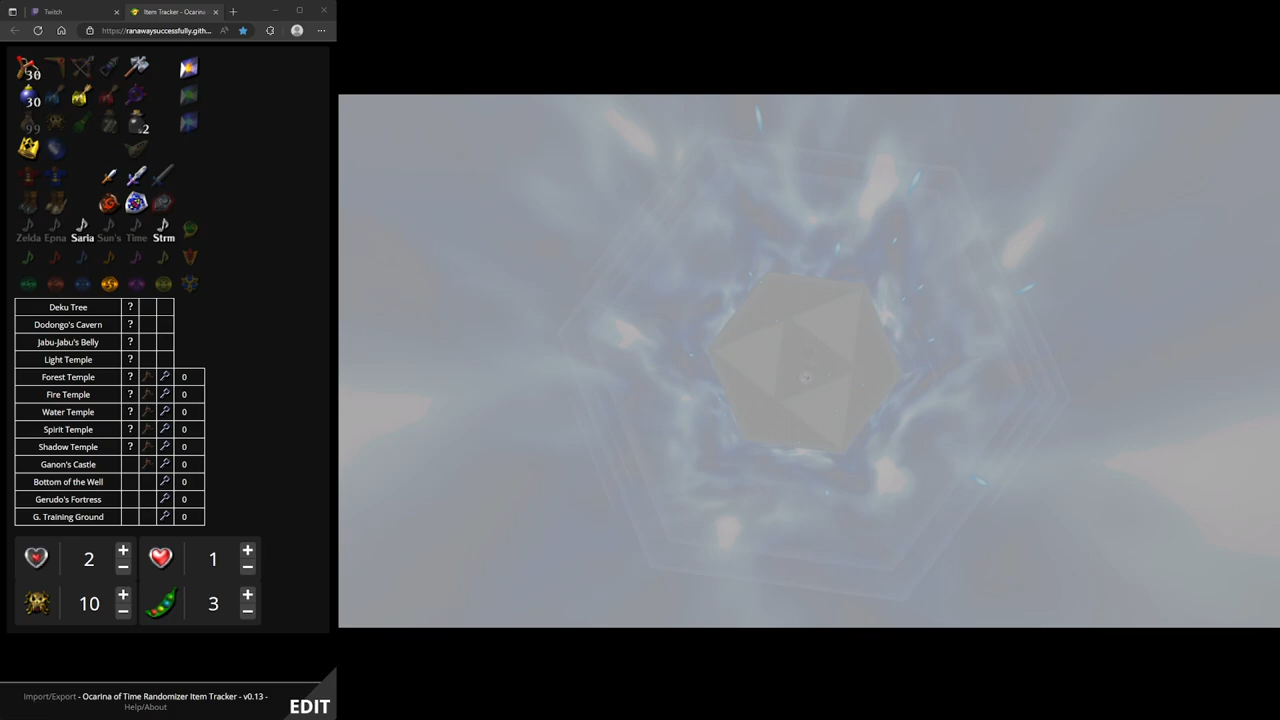 Twitch
Item Tracker - Ocarin
https://ranawaysuccessfully.gith...
30
30
99
2
Zelda Epna Saria Sun's Time Strm
Deku Tree ?
Dodongo's Cavern ?
Jabu-Jabu's Belly ?
Light Temple ?
Forest Temple ? 0
Fire Temple ? 0
Water Temple ? 0
Spirit Temple ? 0
Shadow Temple ? 0
Ganon's Castle 0
Bottom of the Well 0
Gerudo's Fortress 0
G. Training Ground 0
2 + − 1 + −
10 + − 3 + −
Import/Export - Ocarina of Time Randomizer Item Tracker - v0.13 -
Help/About
EDIT